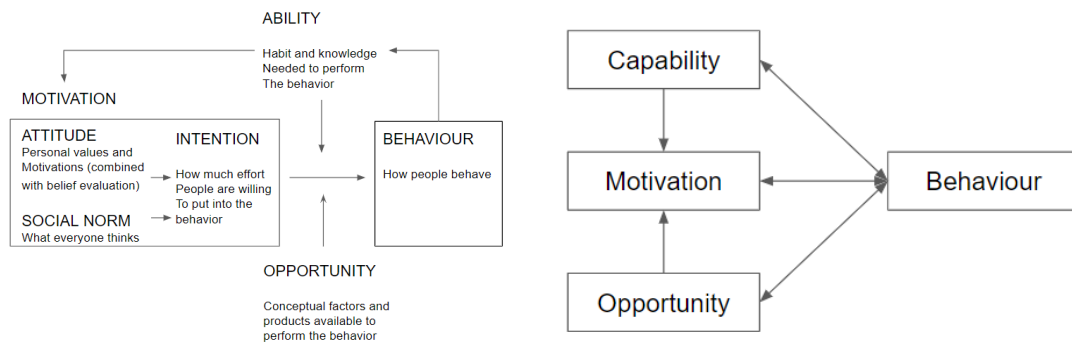 ABILITY
Habit and knowledge
Needed to perform
The behavior
MOTIVATION
ATTITUDE
Personal values and
Motivations (combined
with belief evaluation)
SOCIAL NORM
What everyone thinks
INTENTION
How much effort
People are willing
To put into the
behavior
BEHAVIOUR
How people behave
OPPORTUNITY
Conceptual factors and
products available to
perform the behavior
Capability
Motivation
Opportunity
Behaviour